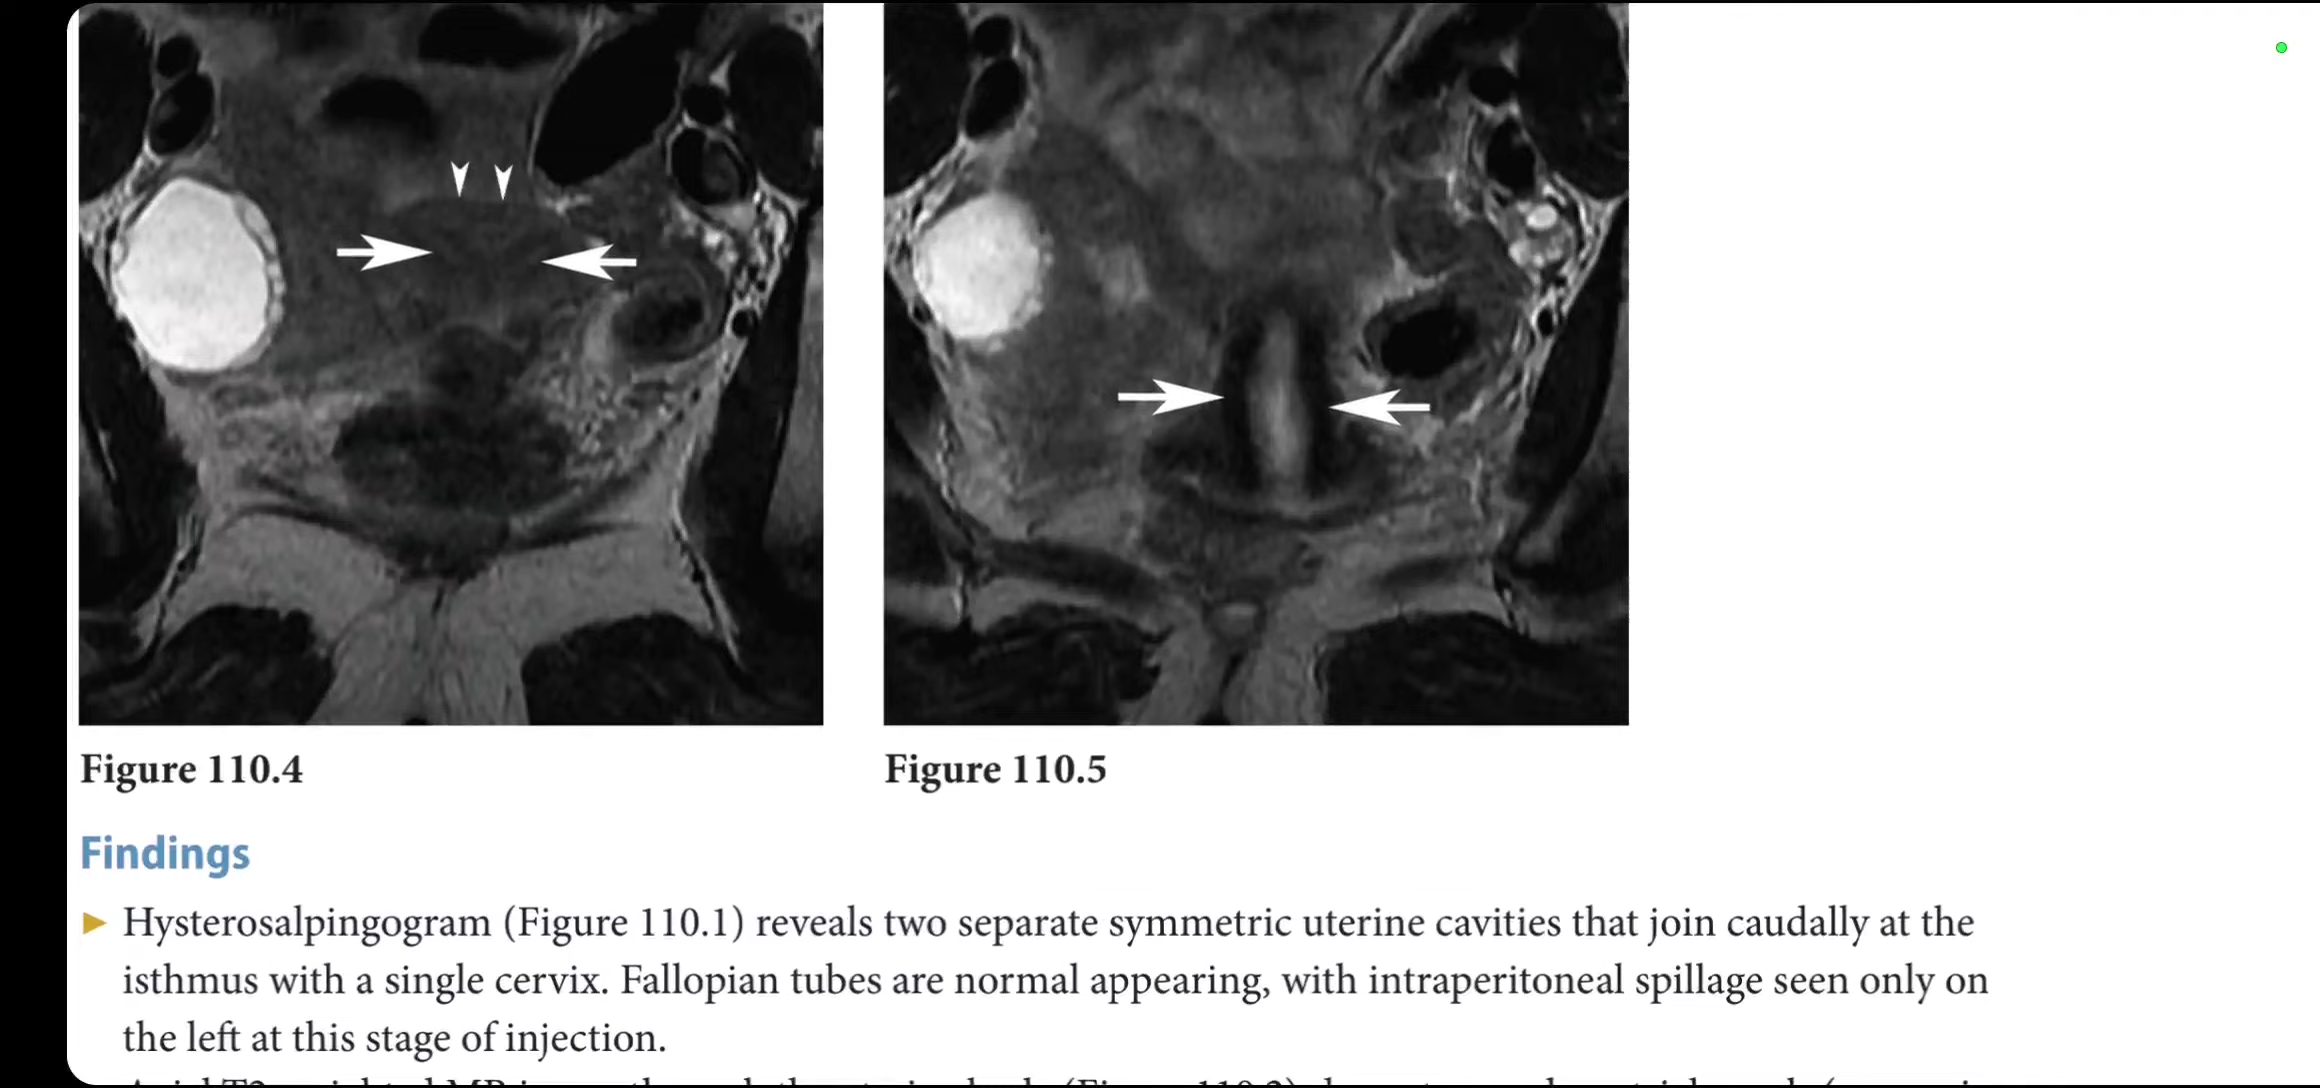 Figure 110.4
Figure 110.5
Findings
► Hysterosalpingogram (Figure 110.1) reveals two separate symmetric uterine cavities that join caudally at the
isthmus with a single cervix. Fallopian tubes are normal appearing, with intraperitoneal spillage seen only on
the left at this stage of injection.